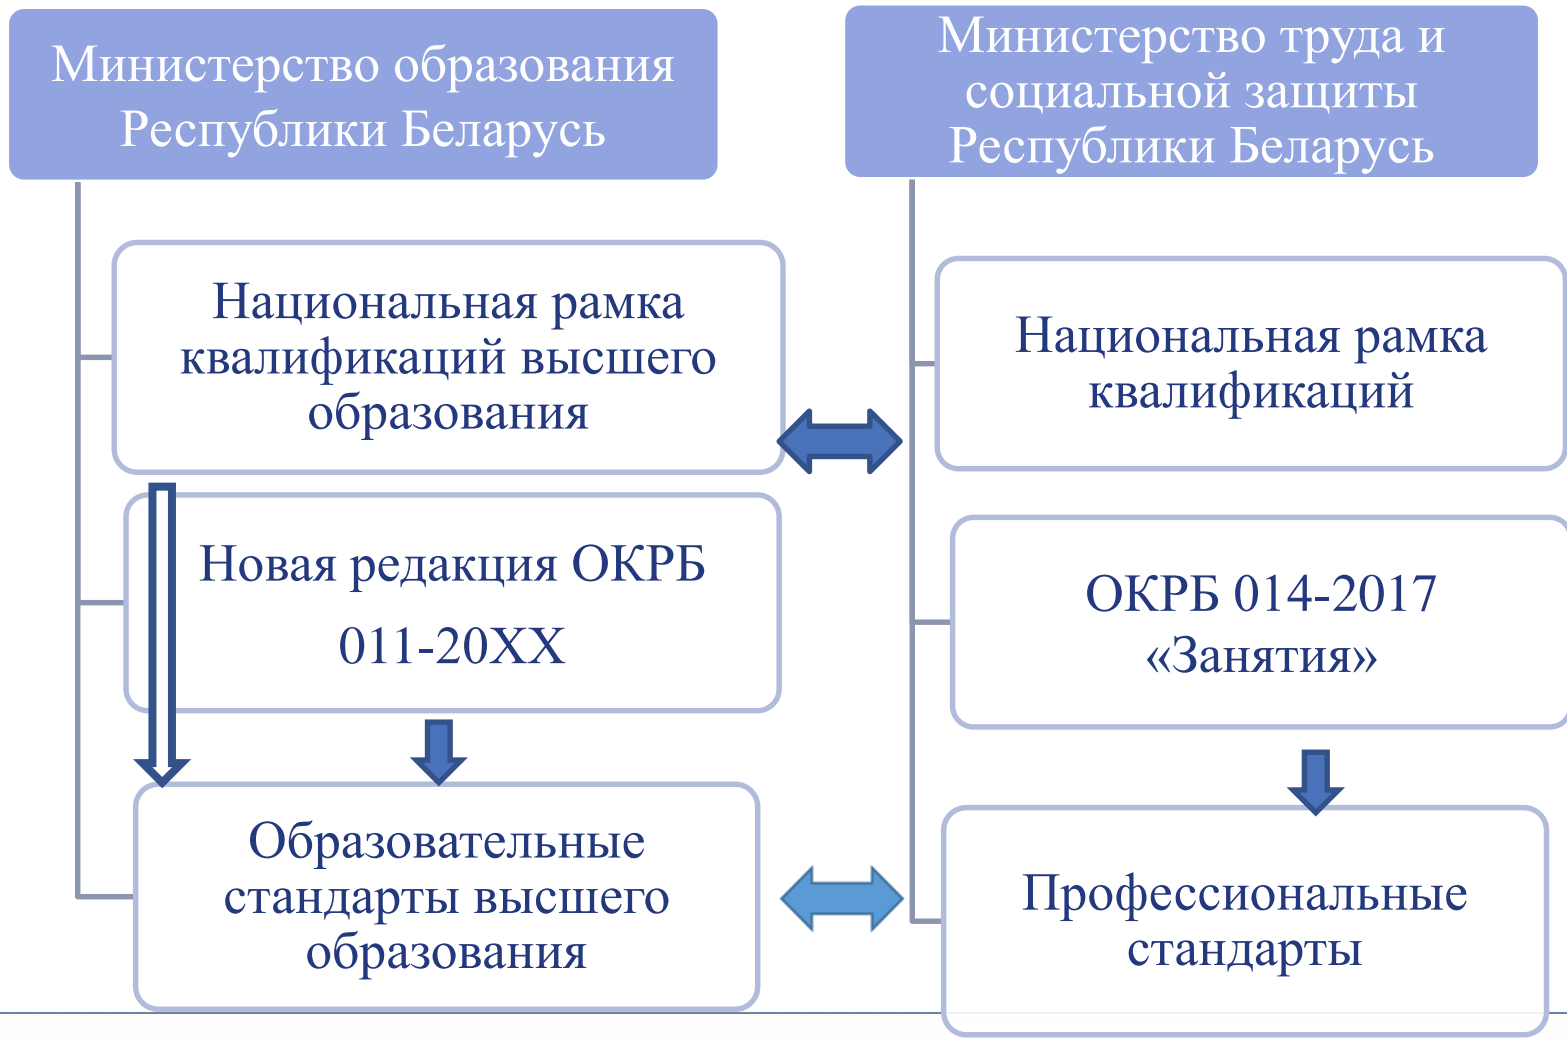 Министерство образования
Республики Беларусь
Национальная рамка
квалификаций высшего
образования
Новая редакция ОКРБ
011-20XX
Образовательные
стандарты высшего
образования
Министерство труда и
социальной защиты
Республики Беларусь
Национальная рамка
квалификаций
ОКРБ 014-2017
«Занятия»
Профессиональные
стандарты